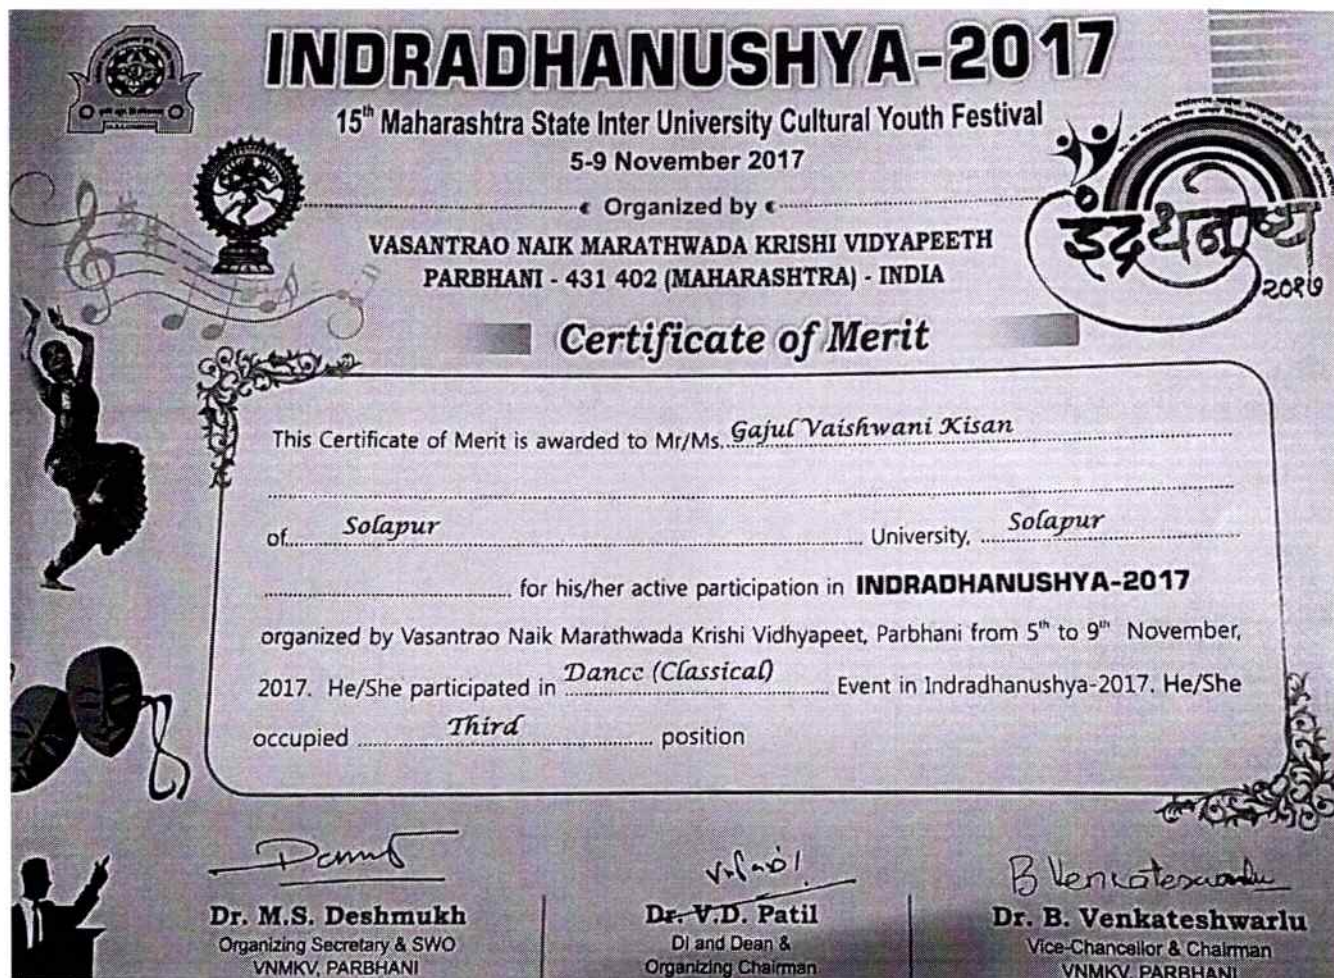 INDRADHANUSHYA-2017
15th Maharashtra State Inter University Cultural Youth Festival
5-9 November 2017
Organized by
VASANTRAO NAIK MARATHWADA KRISHI VIDYAPEETH
PARBHANI - 431 402 (MAHARASHTRA) - INDIA
इंद्रधनुष्य
२०१७
Certificate of Merit
This Certificate of Merit is awarded to Mr/Ms. Gajul Vaishwani Kisan
of Solapur University, Solapur
for his/her active participation in INDRADHANUSHYA-2017
organized by Vasantrao Naik Marathwada Krishi Vidhyapeet, Parbhani from 5th to 9th November,
2017. He/She participated in Dance (Classical) Event in Indradhanushya-2017. He/She
occupied Third position
B Venkateswarlu
Dr. M.S. Deshmukh
Organizing Secretary & SWO
VNMKV, PARBHANI
Dr. V.D. Patil
DI and Dean &
Organizing Chairman
Dr. B. Venkateshwarlu
Vice-Chancellor & Chairman
VNMKV, PARBHANI